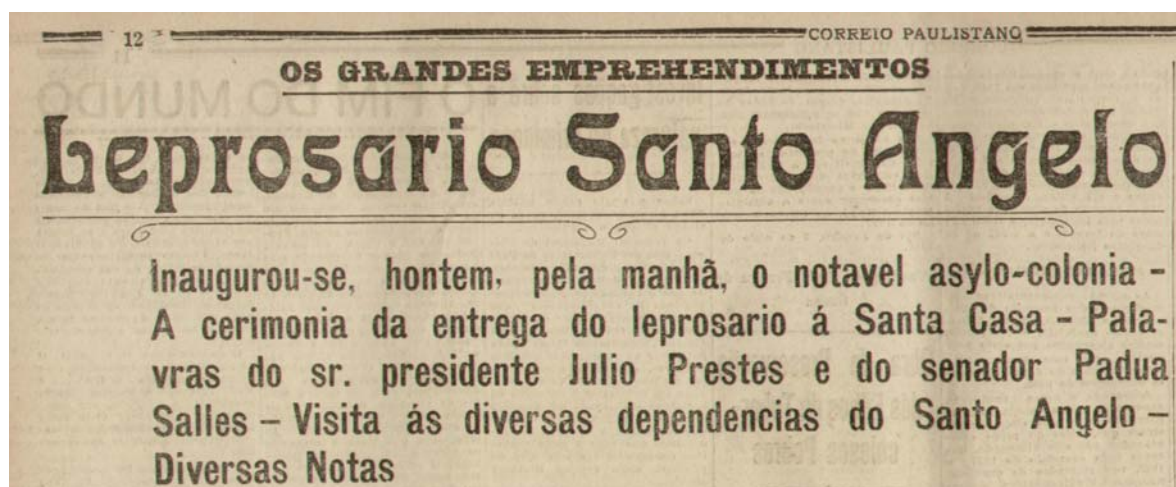 12
CORREIO PAULISTANO
OS GRANDES EMPREHENDIMENTOS
Leprosario Santo Angelo
Inaugurou-se, hontem, pela manhã, o notavel asylo-colonia -
A cerimonia da entrega do leprosario á Santa Casa - Pala-
vras do sr. presidente Julio Prestes e do senador Padua
Salles - Visita ás diversas dependencias do Santo Angelo -
Diversas Notas